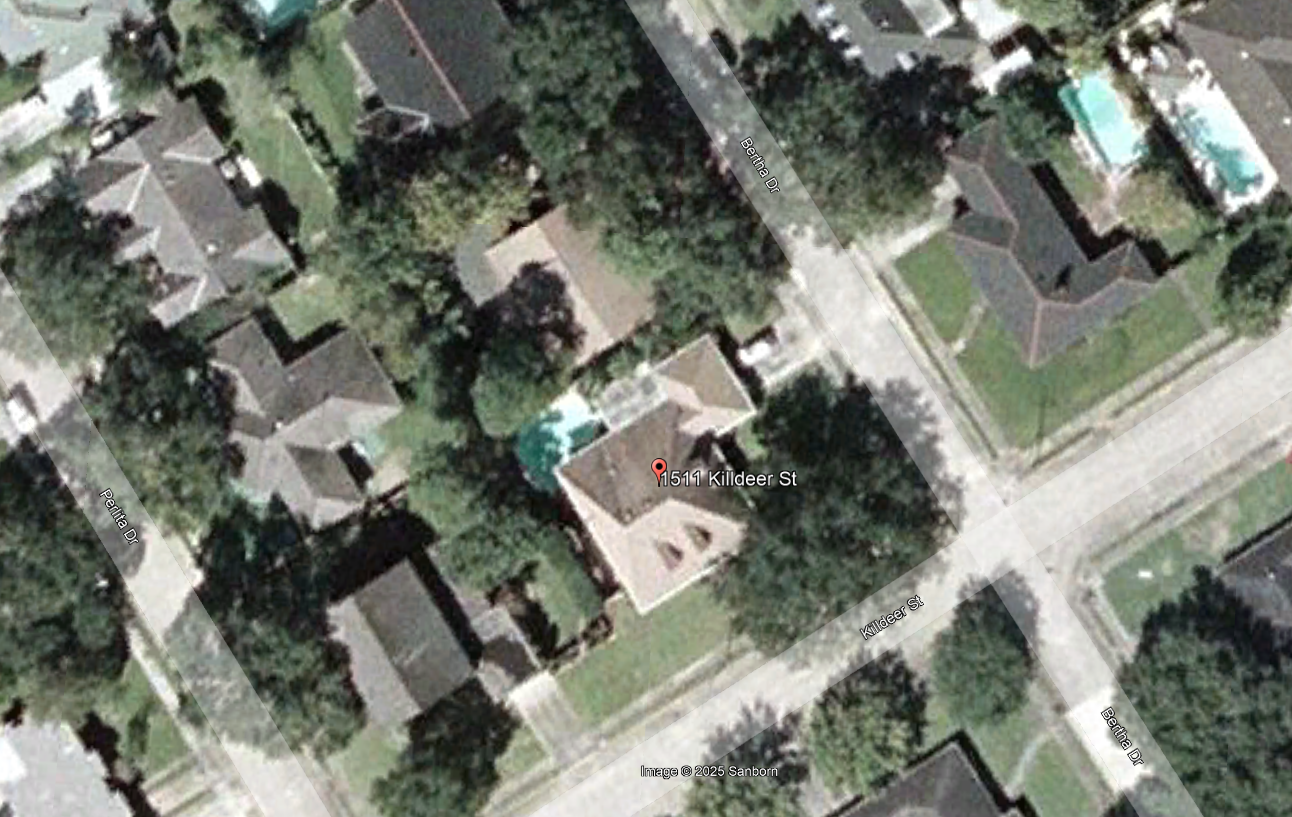 Bertha Dr
1511 Killdeer St
Perlita Dr
Killdeer St
Bertha Dr
Image © 2025 Sanborn